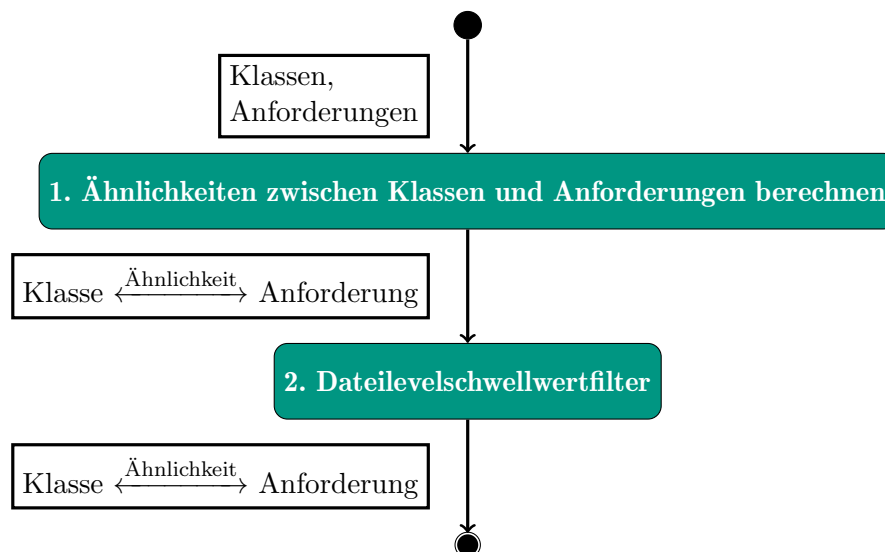 Klassen,
Anforderungen
1. Ähnlichkeiten zwischen Klassen und Anforderungen berechnen
Ähnlichkeit
Klasse ⟷ Anforderung
2. Dateilevelschwellwertfilter
Ähnlichkeit
Klasse ⟷ Anforderung